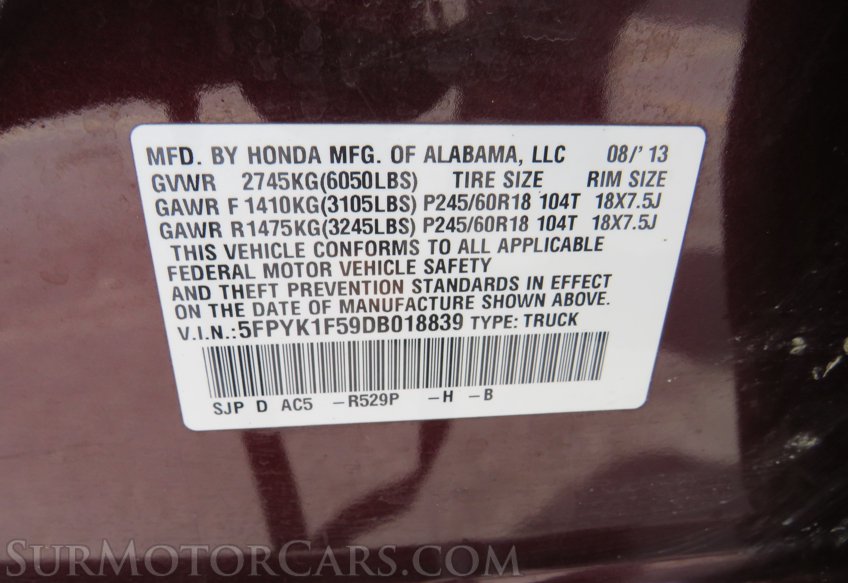 MFD. BY HONDA MFG. OF ALABAMA, LLC 08/'13
GVWR 2745KG(6050LBS) TIRE SIZE RIM SIZE
GAWR F 1410KG(3105LBS) P245/60R18 104T 18X7.5J
GAWR R1475KG(3245LBS) P245/60R18 104T 18X7.5J
THIS VEHICLE CONFORMS TO ALL APPLICABLE
FEDERAL MOTOR VEHICLE SAFETY
AND THEFT PREVENTION STANDARDS IN EFFECT
ON THE DATE OF MANUFACTURE SHOWN ABOVE.
V.I.N.:5FPYK1F59DB018839 TYPE: TRUCK
SJP D AC5 -R529P -H -B
SURMOTORCARS.COM